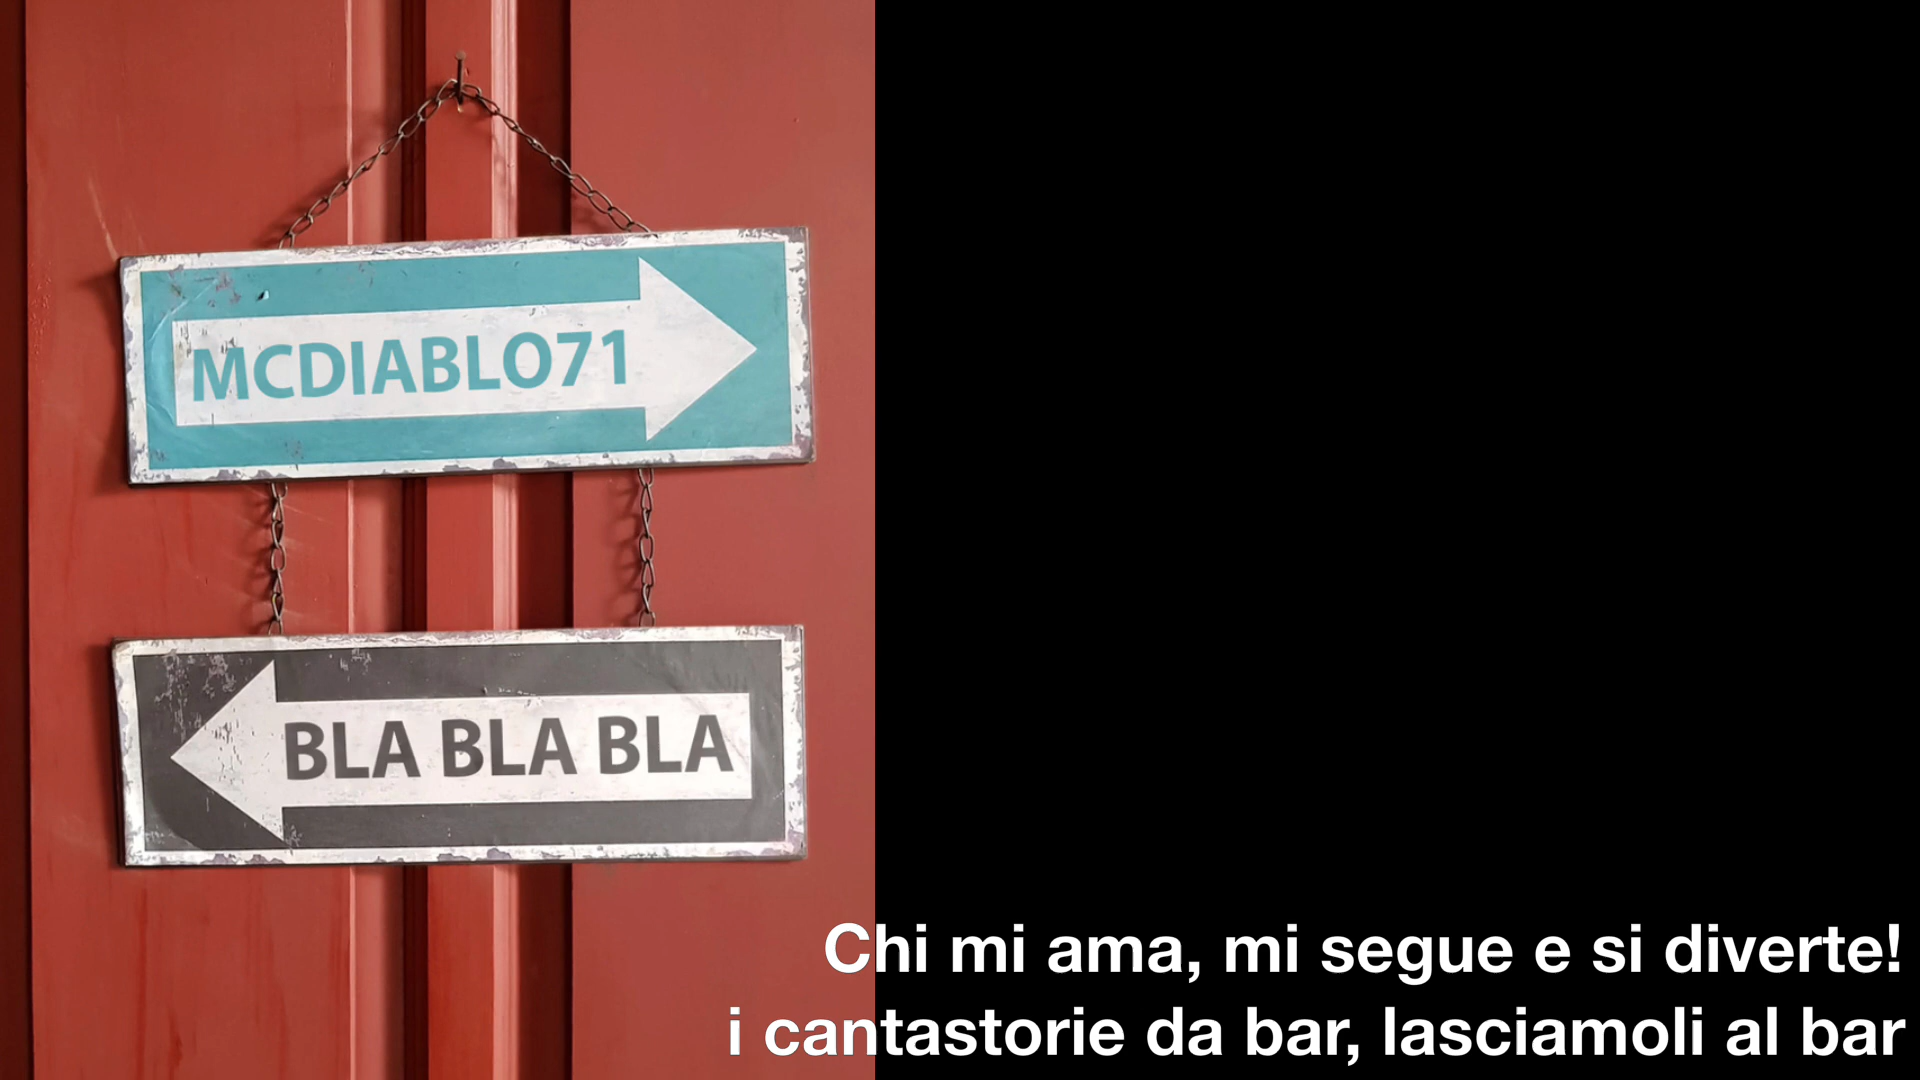 MCDIABLO71
BLA BLA BLA
Chi mi ama, mi segue e si diverte!
i cantastorie da bar, lasciamoli al bar